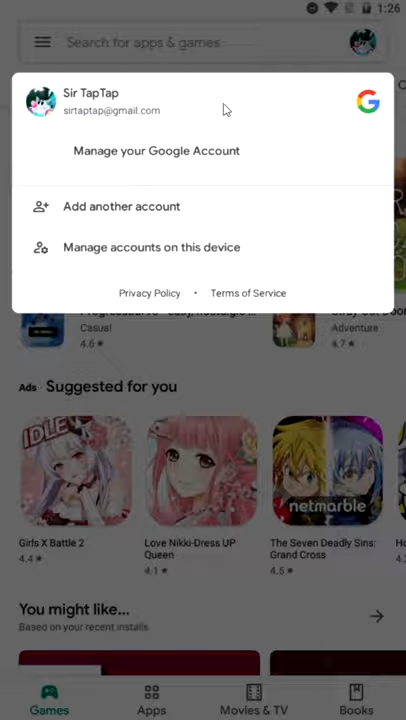 1:26
Search for apps & games
Sir TapTap
sirtaptap@gmail.com
Manage your Google Account
Add another account
Manage accounts on this device
Privacy Policy • Terms of Service
Casual
Adventure
4.6 ★
4.7 ★
Ads Suggested for you
IDLE
netmarble
Girls X Battle 2
4.4 ★
Love Nikki-Dress UP
Queen
4.1 ★
The Seven Deadly Sins:
Grand Cross
4.5 ★
You might like...
Based on your recent installs
Games
Apps
Movies & TV
Books